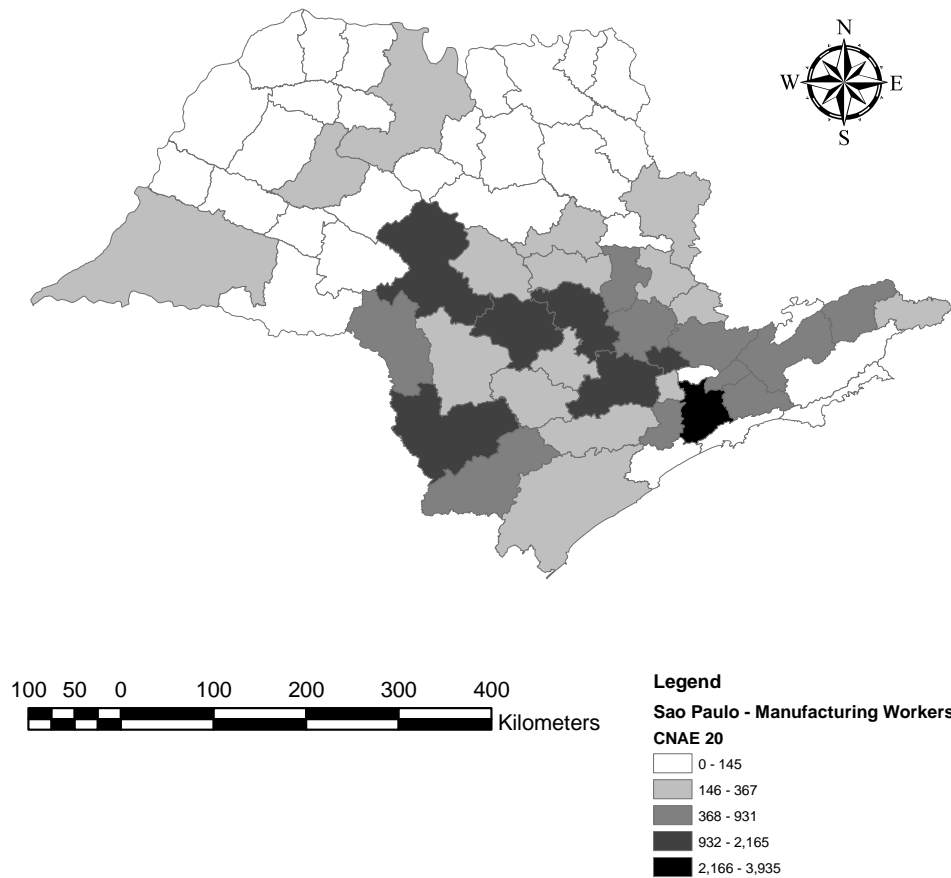 N
W E
S
100 50 0 100 200 300 400
Kilometers
Legend
Sao Paulo - Manufacturing Workers
CNAE 20
0 - 145
146 - 367
368 - 931
932 - 2,165
2,166 - 3,935